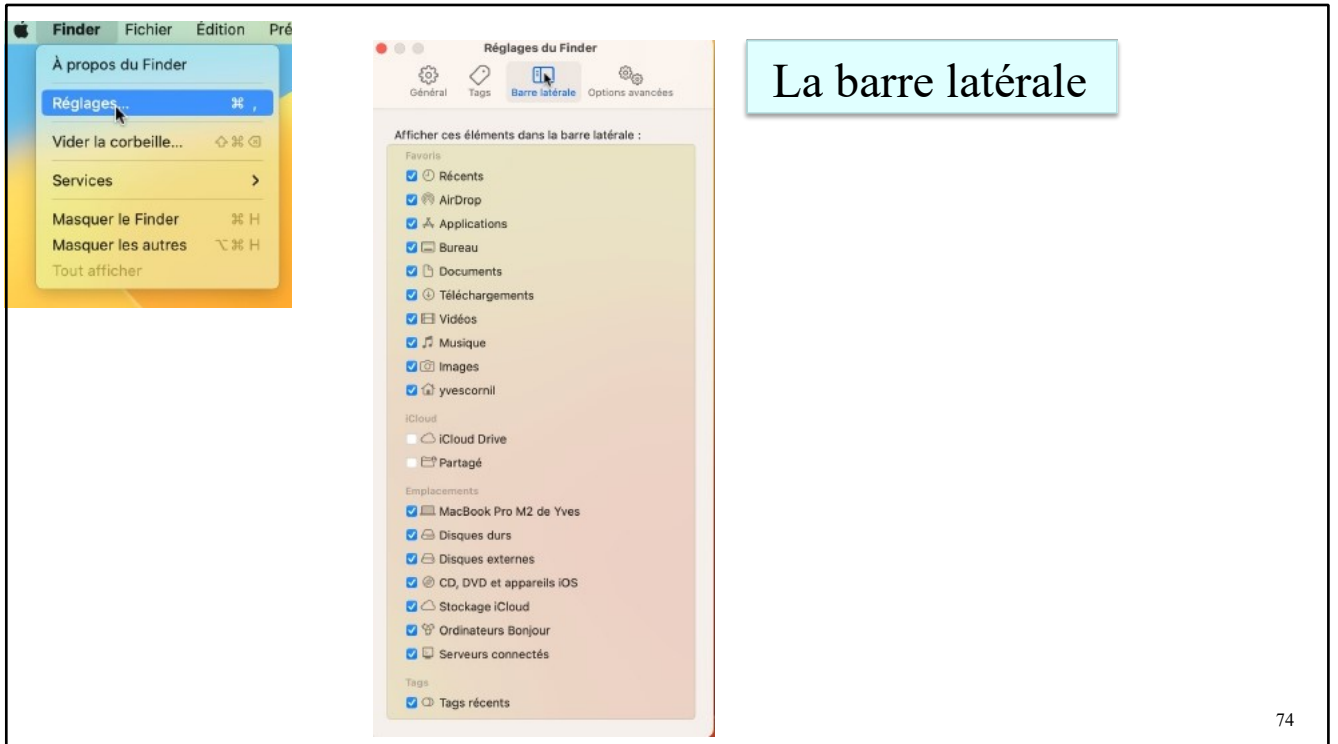 Finder Fichier Édition Pré
À propos du Finder
Réglages... ⌘ ,
Vider la corbeille... ⇧⌘⌫
Services >
Masquer le Finder ⌘ H
Masquer les autres ⌥⌘ H
Tout afficher
Réglages du Finder
Général Tags Barre latérale Options avancées
Afficher ces éléments dans la barre latérale :
Favoris
Récents
AirDrop
Applications
Bureau
Documents
Téléchargements
Vidéos
Musique
Images
yvescornil
iCloud
iCloud Drive
Partagé
Emplacements
MacBook Pro M2 de Yves
Disques durs
Disques externes
CD, DVD et appareils iOS
Stockage iCloud
Ordinateurs Bonjour
Serveurs connectés
Tags
Tags récents
La barre latérale
74